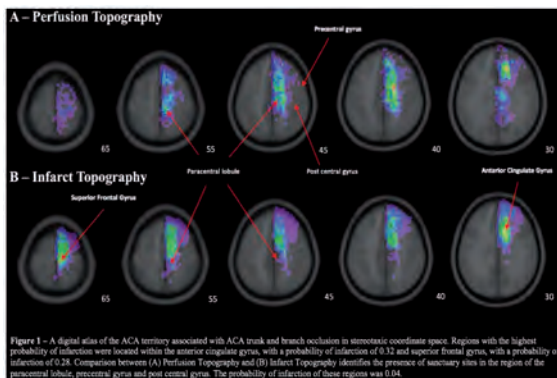 A – Perfusion Topography
Precentral gyrus
65
55
45
40
30
Paracentral lobule
Post central gyrus
B – Infarct Topography
Superior Frontal Gyrus
Antarior Cingulate Gyrus
65
55
45
40
30
Figure 1 – A digital atlas of the ACA territory associated with ACA trunk and branch occlusion in stereotaxic coordinate space. Regions with the highest
probability of infarction were located within the anterior cingulate gyrus, with a probability of infarction of 0.32 and superior frontal gyrus, with a probability o
infarction of 0.28. Comparison between (A) Perfusion Topography and (B) Infarct Topography identifies the presence of sanctuary sites in the region of the
paracentral lobule, precentral gyrus and post central gyrus. The probability of infarction of these regions was 0.04.